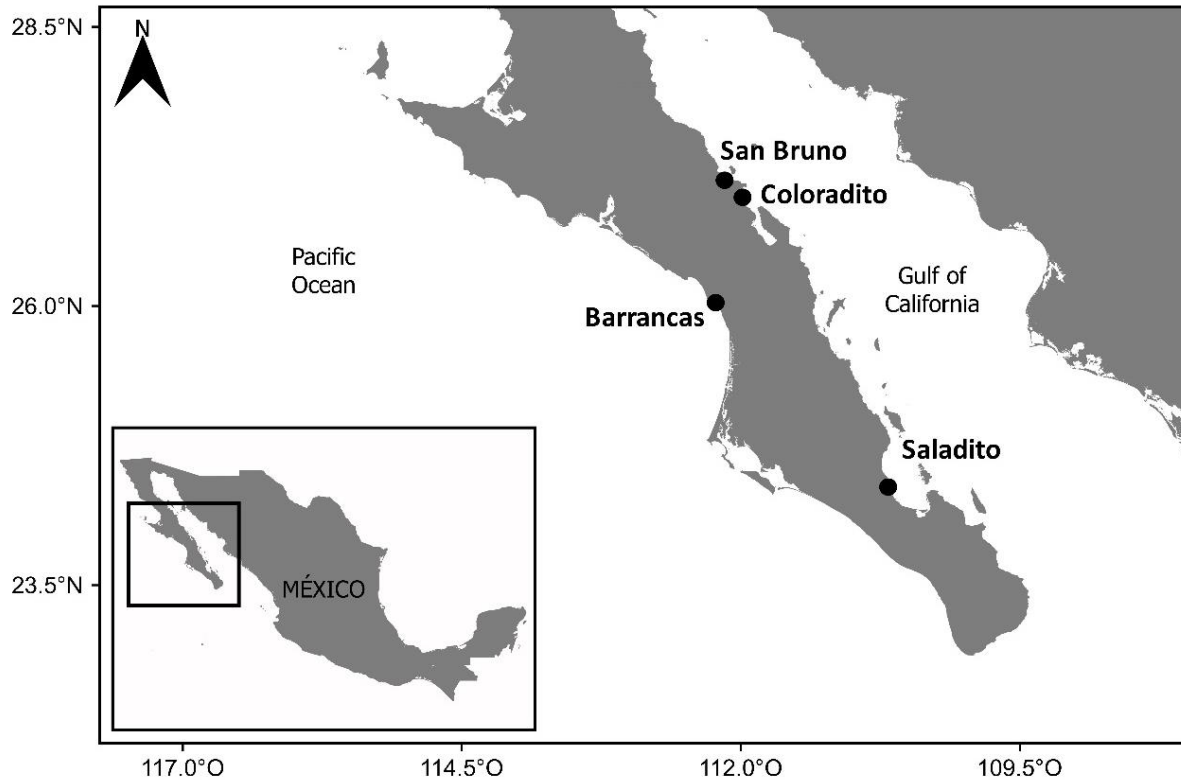 28.5°N
N
San Bruno
Coloradito
Pacific
Ocean
Gulf of
California
26.0°N
Barrancas
Saladito
23.5°N
MÉXICO
117.0°O
114.5°O
112.0°O
109.5°O